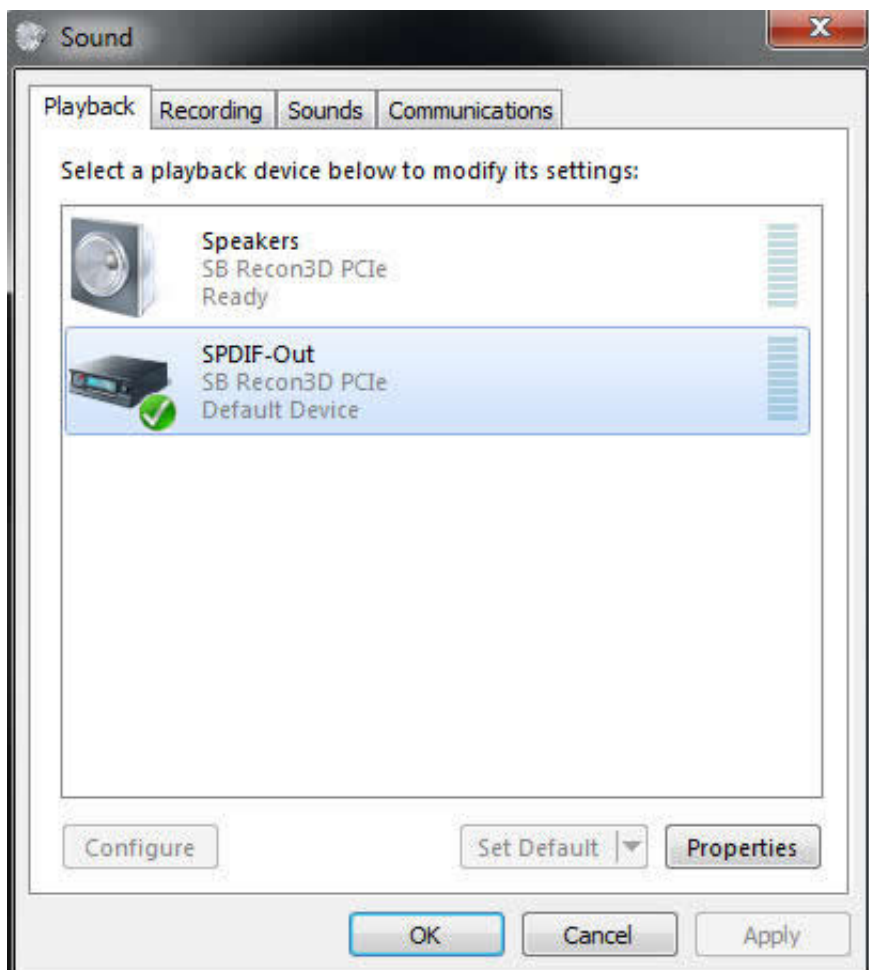 Sound
Playback Recording Sounds Communications
Select a playback device below to modify its settings:
Speakers
SB Recon3D PCIe
Ready
SPDIF-Out
SB Recon3D PCIe
Default Device
Configure Set Default Properties
OK Cancel Apply